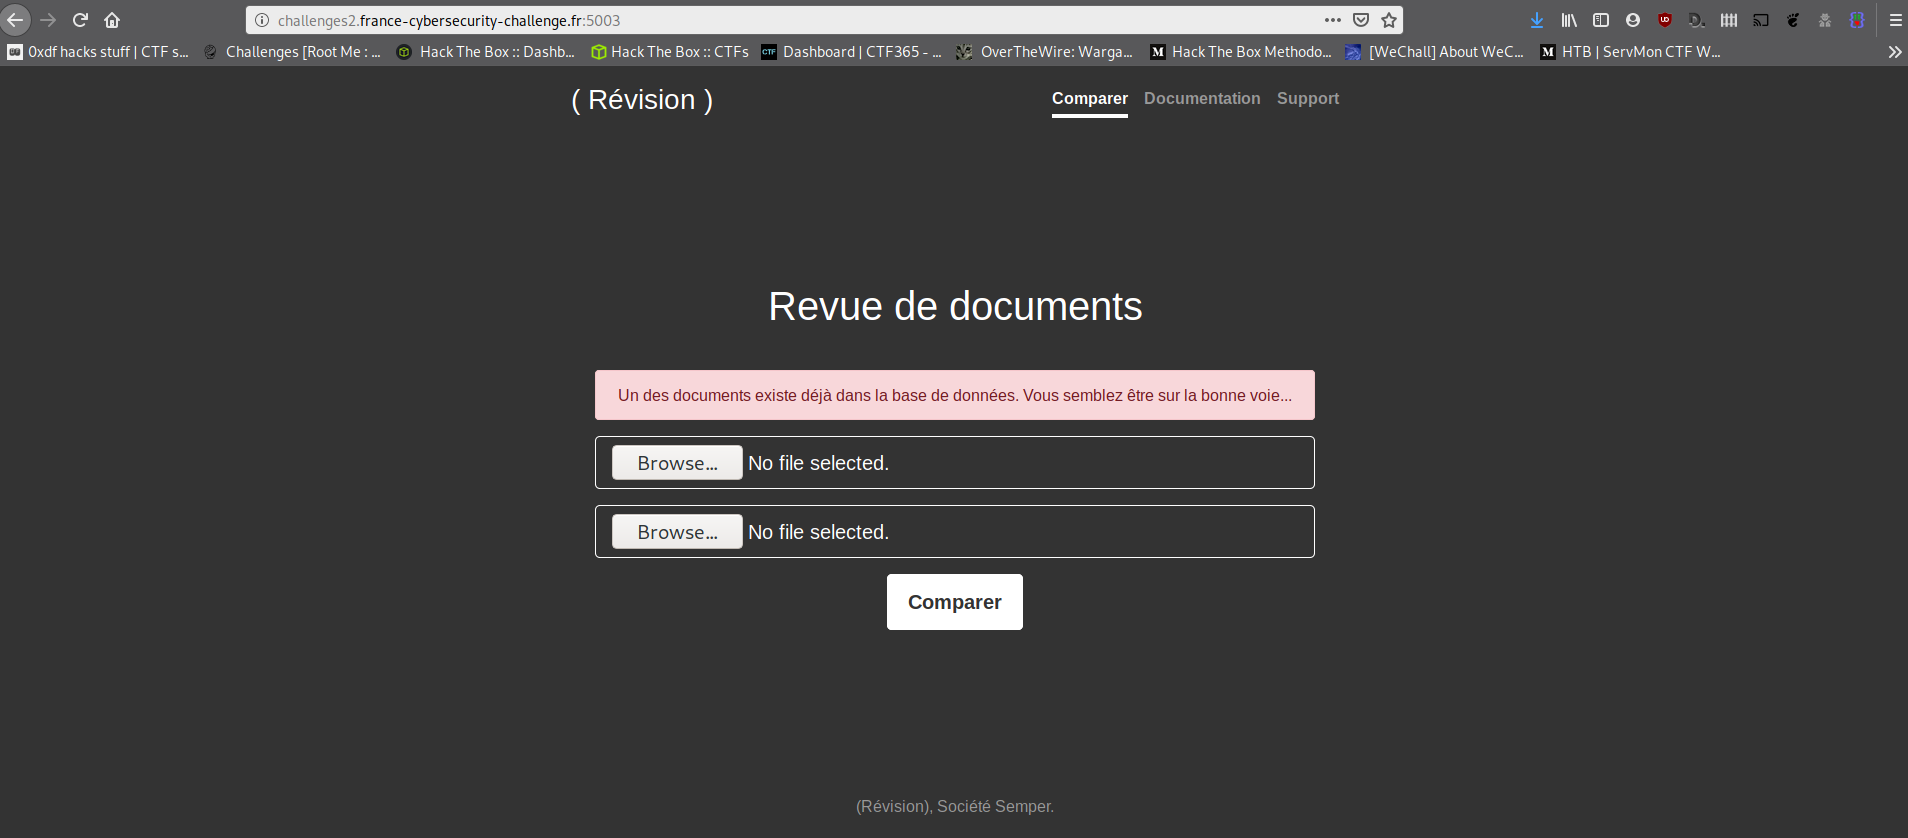 challenges2.france-cybersecurity-challenge.fr:5003
0xdf hacks stuff | CTF s... Challenges [Root Me : ... Hack The Box :: Dashb... Hack The Box :: CTFs CTF Dashboard | CTF365 - ... OverTheWire: Warga... M Hack The Box Methodo... [WeChall] About WeC... M HTB | ServMon CTF W...
( Révision ) Comparer Documentation Support
Revue de documents
Un des documents existe déjà dans la base de données. Vous semblez être sur la bonne voie...
Browse... No file selected.
Browse... No file selected.
Comparer
(Révision), Société Semper.